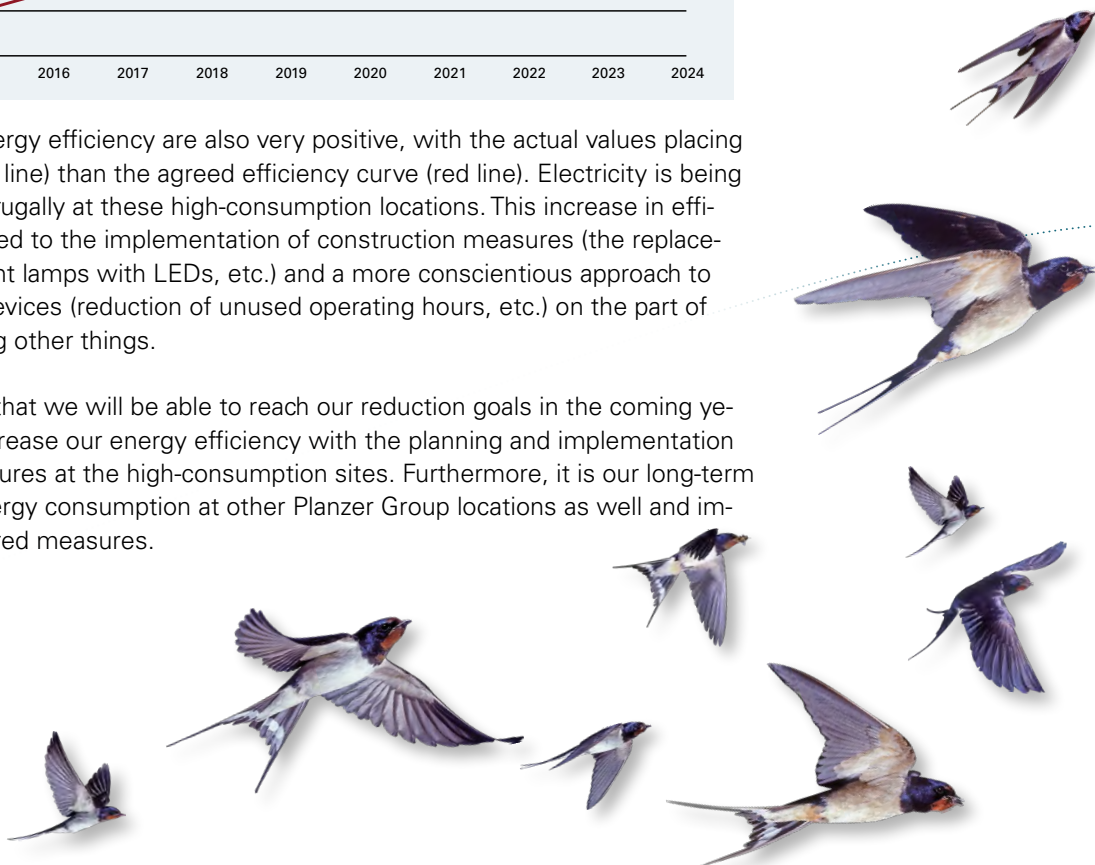 2016 2017 2018 2019 2020 2021 2022 2023 2024
ergy efficiency are also very positive, with the actual values placing
line) than the agreed efficiency curve (red line). Electricity is being
rugally at these high-consumption locations. This increase in effi-
ed to the implementation of construction measures (the replace-
nt lamps with LEDs, etc.) and a more conscientious approach to
evices (reduction of unused operating hours, etc.) on the part of
g other things.
that we will be able to reach our reduction goals in the coming ye-
rease our energy efficiency with the planning and implementation
ures at the high-consumption sites. Furthermore, it is our long-term
ergy consumption at other Planzer Group locations as well and im-
red measures.